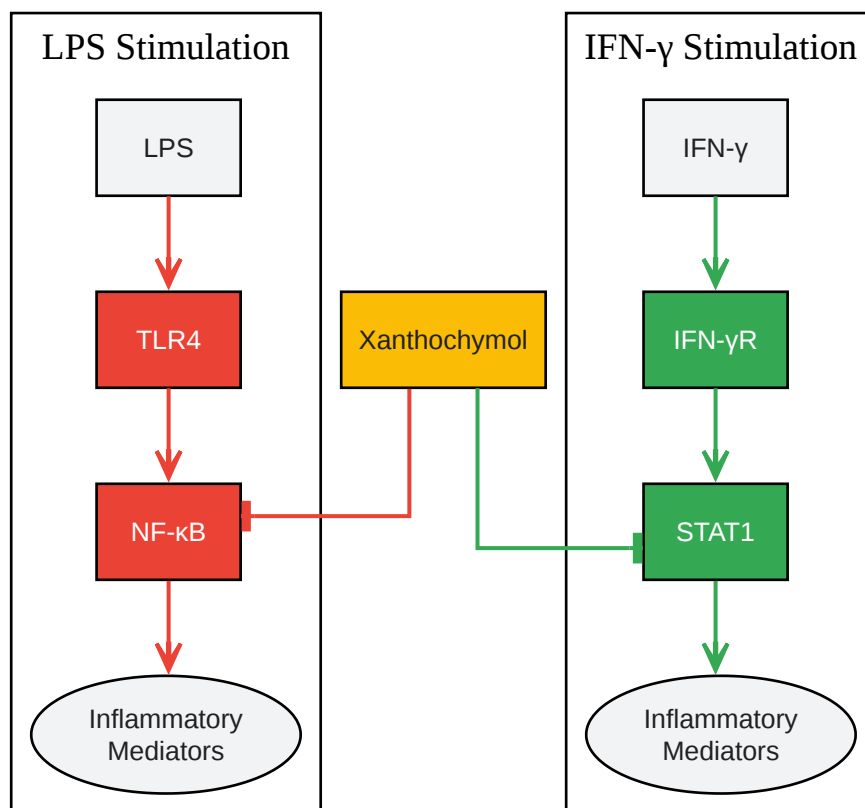 LPS Stimulation
LPS
TLR4
NF-κB
Inflammatory
Mediators
Xanthochymol
IFN-γ Stimulation
IFN-γ
IFN-γR
STAT1
Inflammatory
Mediators